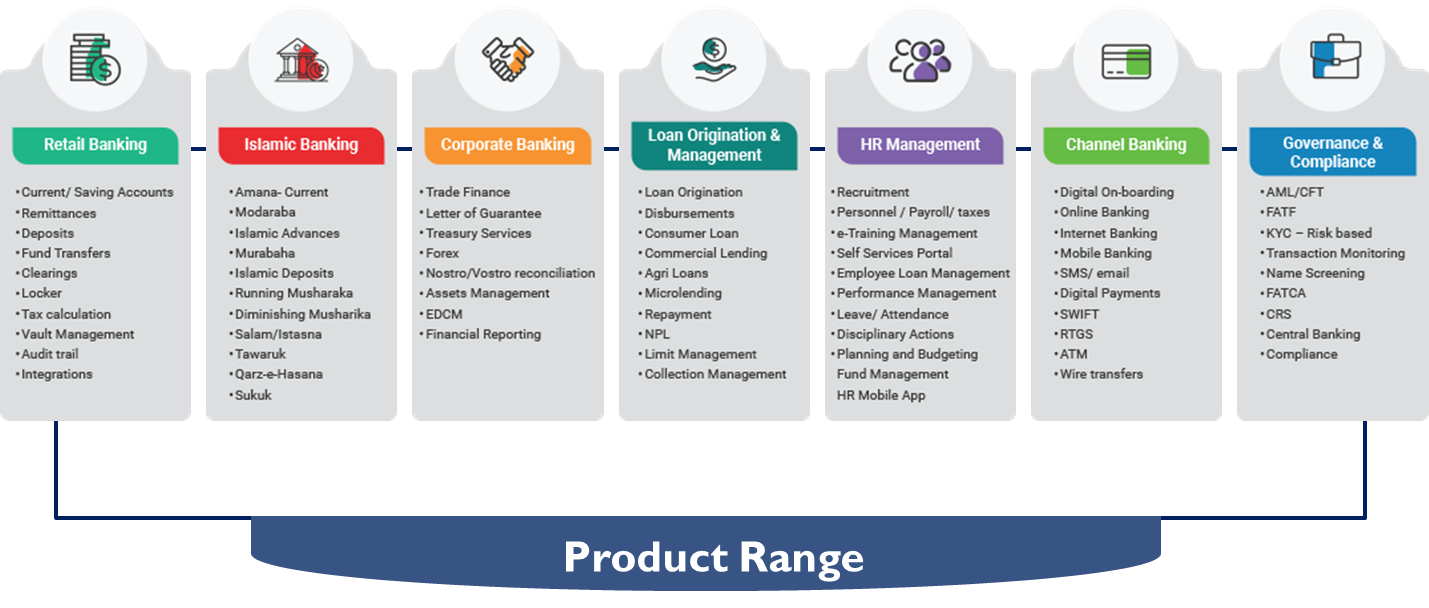 Retail Banking
• Current/ Saving Accounts
• Remittances
• Deposits
• Fund Transfers
• Clearings
• Locker
• Tax calculation
• Vault Management
• Audit trail
• Integrations
Islamic Banking
• Amana- Current
• Modaraba
• Islamic Advances
• Murabaha
• Islamic Deposits
• Running Musharaka
• Diminishing Musharika
• Salam/Istasna
• Tawaruk
• Qarz-e-Hasana
• Sukuk
Corporate Banking
• Trade Finance
• Letter of Guarantee
• Treasury Services
• Forex
• Nostro/Vostro reconciliation
• Assets Management
• EDCM
• Financial Reporting
Loan Origination &
Management
• Loan Origination
• Disbursements
• Consumer Loan
• Commercial Lending
• Agri Loans
• Microlending
• Repayment
• NPL
• Limit Management
• Collection Management
HR Management
• Recruitment
• Personnel / Payroll/ taxes
• e-Training Management
• Self Services Portal
• Employee Loan Management
• Performance Management
• Leave/ Attendance
• Disciplinary Actions
• Planning and Budgeting
Fund Management
HR Mobile App
Channel Banking
• Digital On-boarding
• Online Banking
• Internet Banking
• Mobile Banking
• SMS/ email
• Digital Payments
• SWIFT
• RTGS
• ATM
• Wire transfers
Governance &
Compliance
• AML/CFT
• FATF
• KYC – Risk based
• Transaction Monitoring
• Name Screening
• FATCA
• CRS
• Central Banking
• Compliance
Product Range